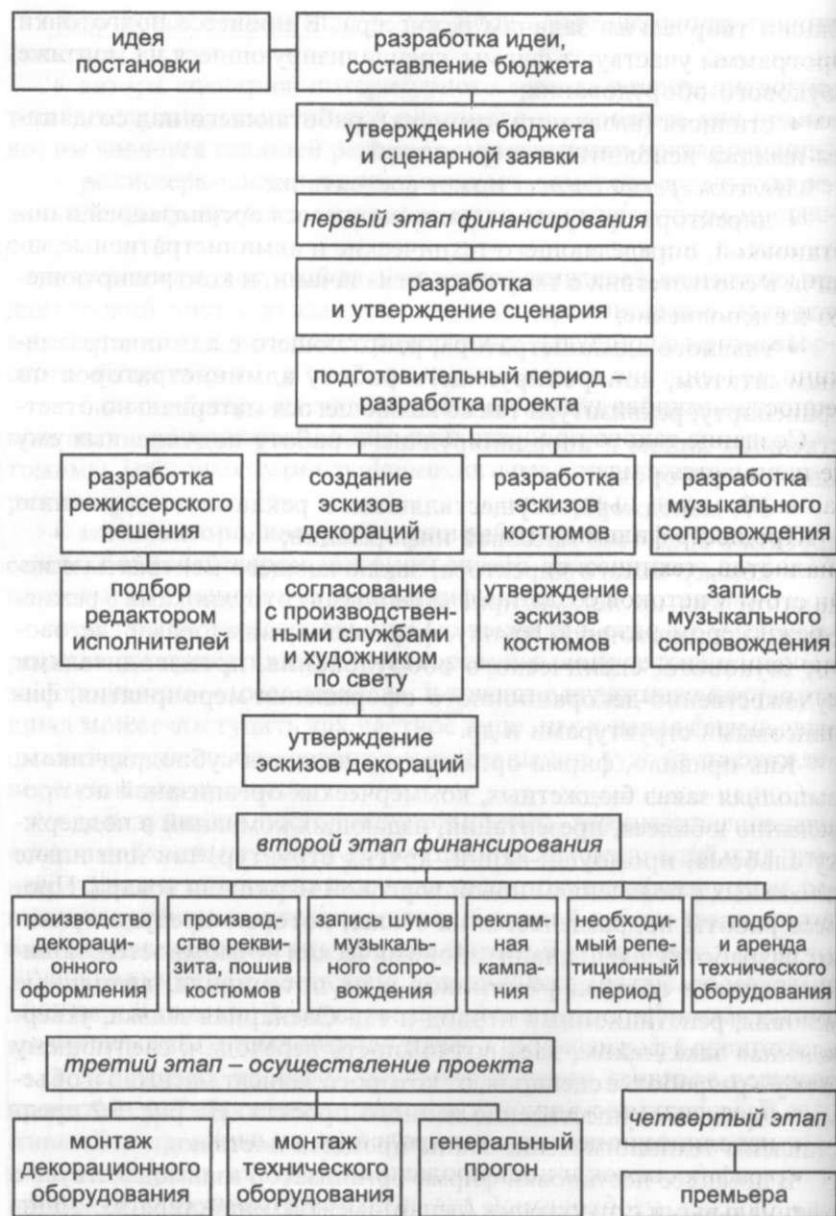 идея
постановки
разработка идеи,
составление бюджета
утверждение бюджета
и сценарной заявки
первый этап финансирования
разработка
и утверждение сценария
подготовительный период –
разработка проекта
разработка
режиссерского
решения
создание
эскизов
декораций
разработка
эскизов
костюмов
разработка
музыкального
сопровождения
подбор
редактором
исполнителей
согласование
с производствен-
ными службами
и художником
по свету
утверждение
эскизов
костюмов
запись
музыкального
сопровождения
утверждение
эскизов декораций
второй этап финансирования
производство
декораци-
онного
оформления
производ-
ство рекви-
зита, пошив
костюмов
запись шумов
музыкаль-
ного сопро-
вождения
реклам-
ная
кампа-
ния
необходи-
мый репе-
тиционный
период
подбор
и аренда
технического
оборудования
третий этап – осуществление проекта
монтаж
декорационного
оборудования
монтаж
технического
оборудования
генеральный
прогон
четвертый этап
премьера